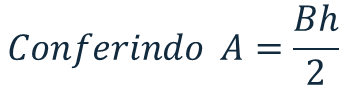 Conferindo A = Bh/2